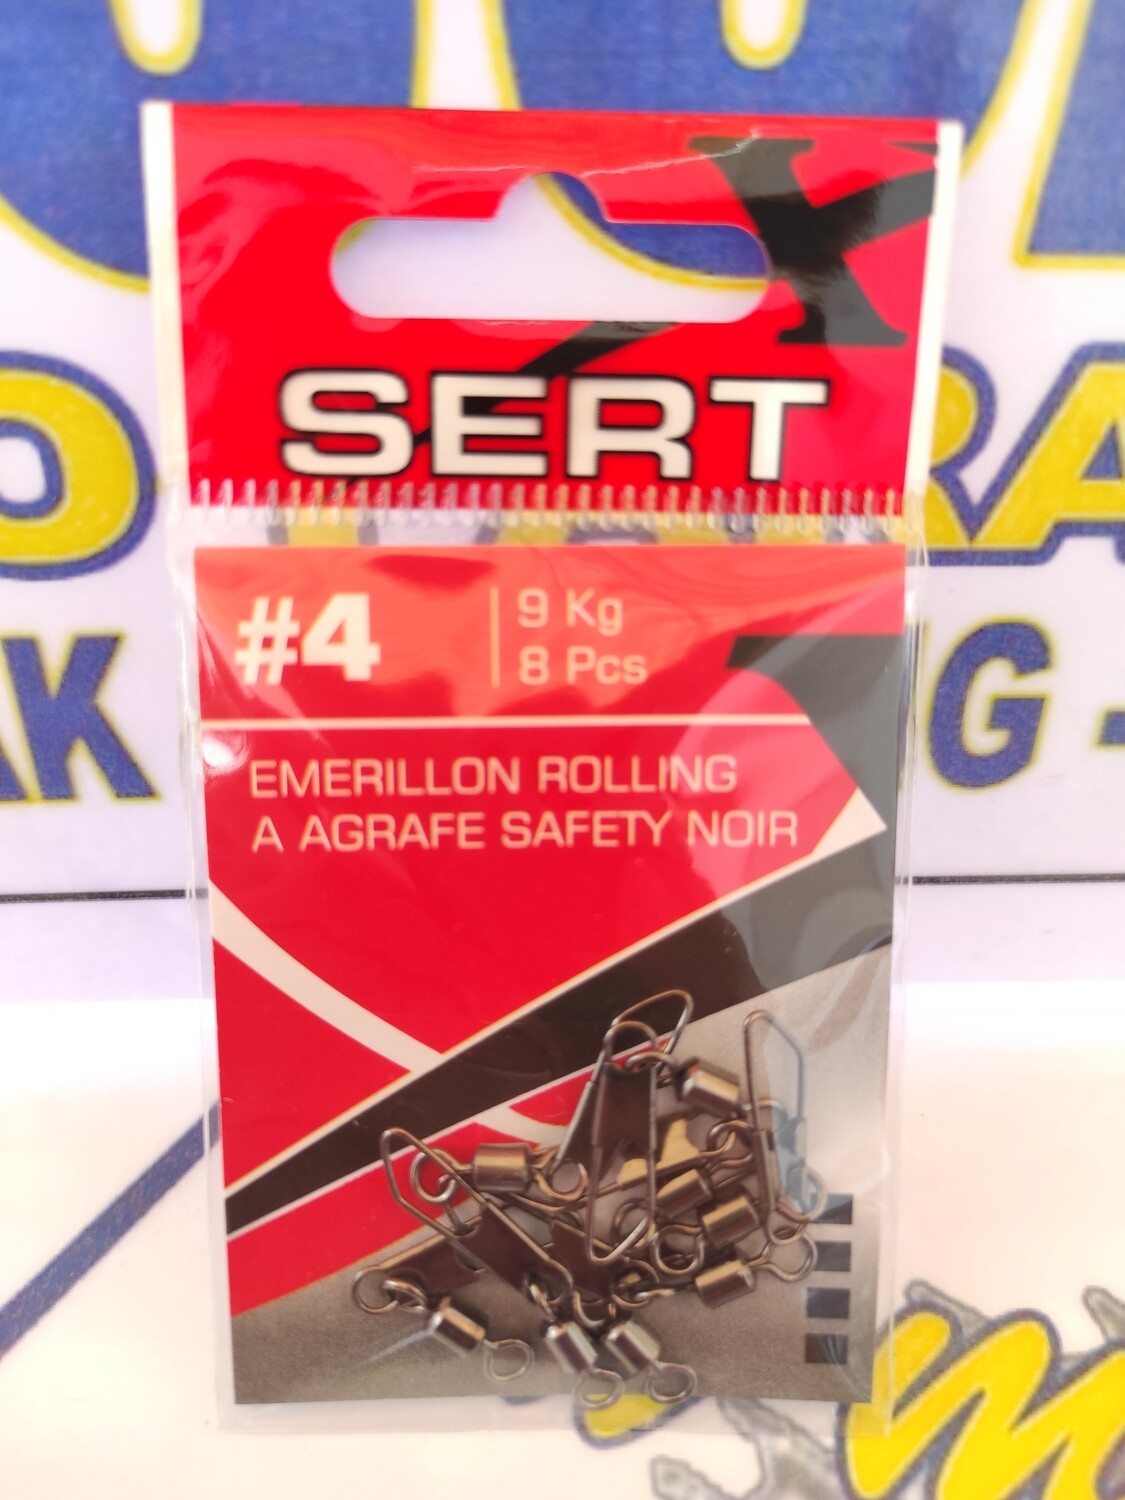 SERT
#4
9 Kg
8 Pcs
EMERILLON ROLLING
A AGRAFE SAFETY NOIR